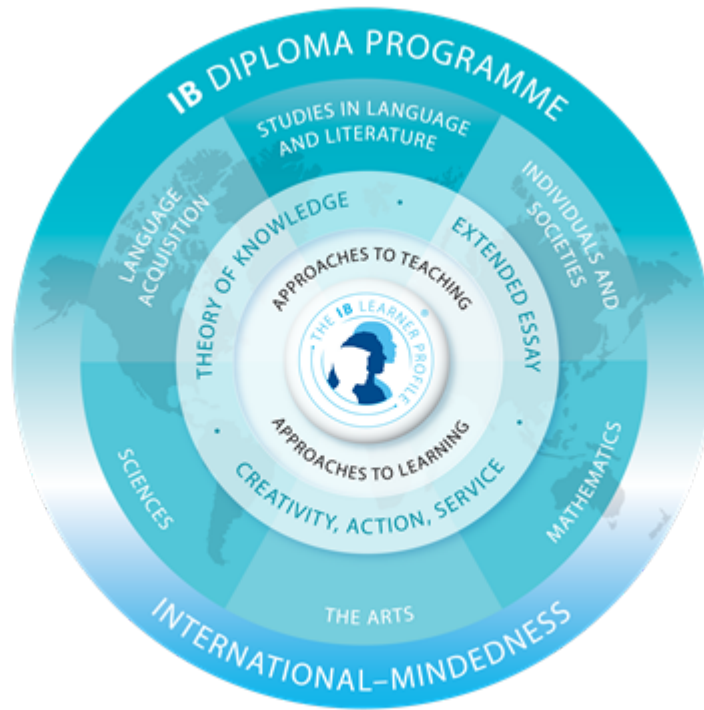 IB DIPLOMA PROGRAMME
STUDIES IN LANGUAGE
AND LITERATURE
LANGUAGE
ACQUISITION
INDIVIDUALS AND
SOCIETIES
THEORY OF KNOWLEDGE
EXTENDED ESSAY
APPROACHES TO TEACHING
THE IB LEARNER PROFILE ®
APPROACHES TO LEARNING
CREATIVITY, ACTION, SERVICE
SCIENCES
MATHEMATICS
THE ARTS
INTERNATIONAL–MINDEDNESS